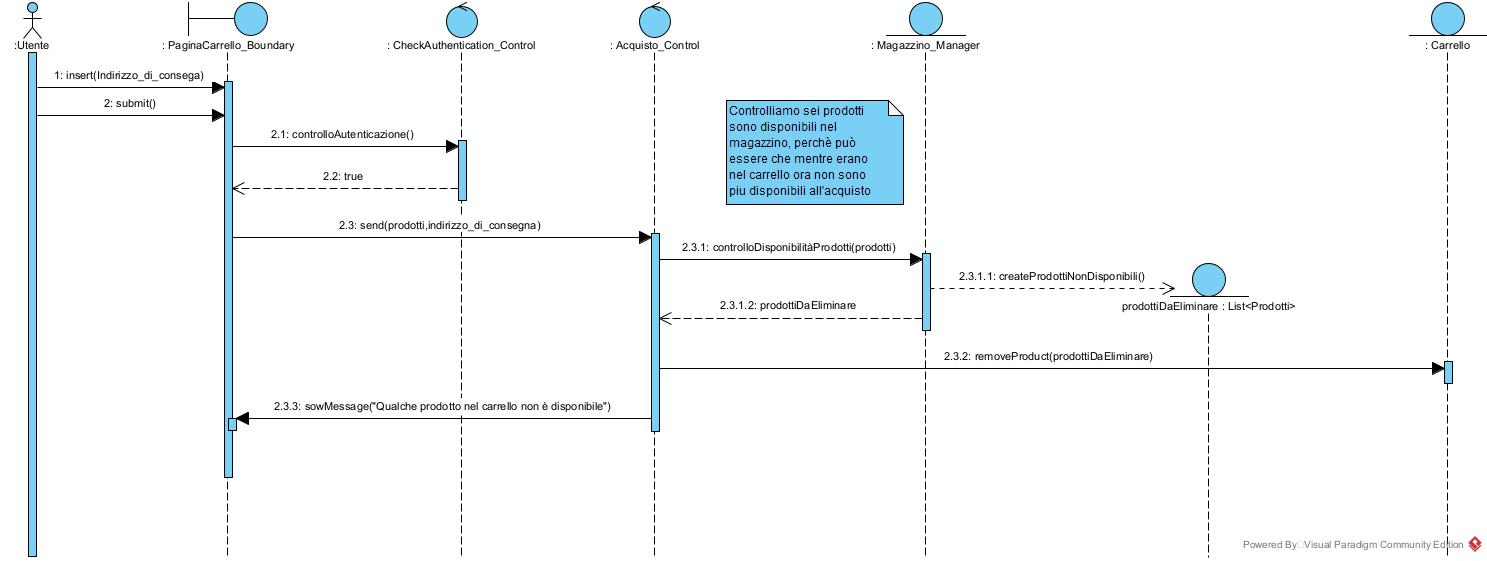 :Utente
: PaginaCarrello_Boundary
: CheckAuthentication_Control
: Acquisto_Control
: Magazzino_Manager
: Carrello
1: insert(Indirizzo_di_consega)
2: submit()
Controlliamo sei prodotti
sono disponibili nel
magazzino, perchè può
essere che mentre erano
nel carrello ora non sono
piu disponibili all'acquisto
2.1: controlloAutenticazione()
2.2: true
2.3: send(prodotti,indirizzo_di_consegna)
2.3.1: controlloDisponibilitàProdotti(prodotti)
2.3.1.1: createProdottiNonDisponibili()
prodottiDaEliminare : List<Prodotti>
2.3.1.2: prodottiDaEliminare
2.3.2: removeProduct(prodottiDaEliminare)
2.3.3: sowMessage("Qualche prodotto nel carrello non è disponibile")
Powered By Visual Paradigm Community Edition